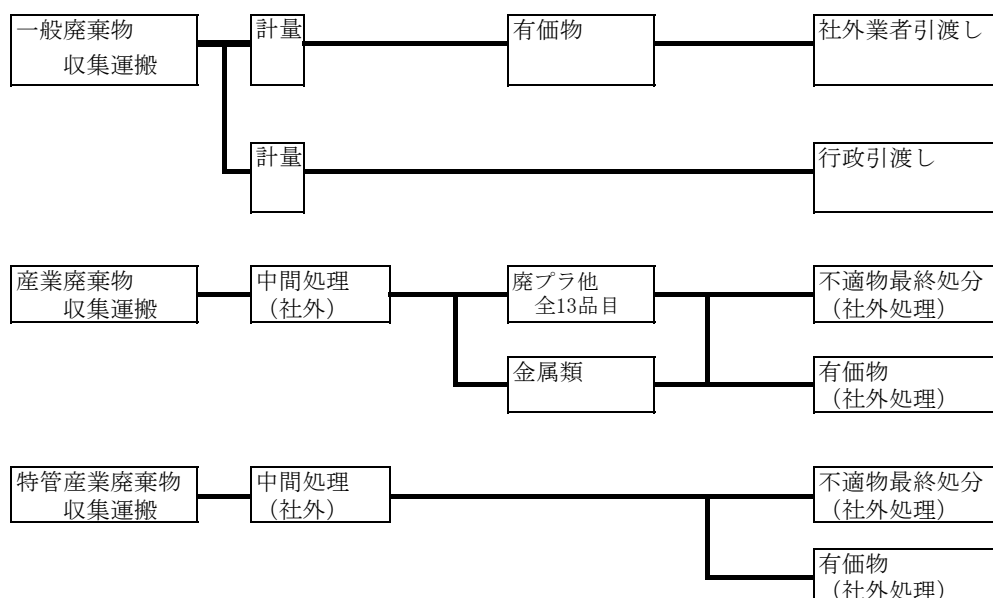 一般廃棄物
収集運搬
計量
有価物
社外業者引渡し
計量
行政引渡し
産業廃棄物
収集運搬
中間処理
（社外）
廃プラ他
全13品目
不適物最終処分
（社外処理）
金属類
有価物
（社外処理）
特管産業廃棄物
収集運搬
中間処理
（社外）
不適物最終処分
（社外処理）
有価物
（社外処理）